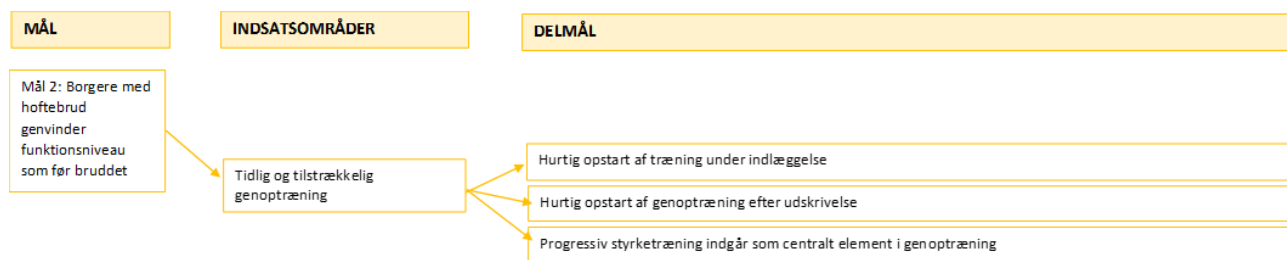 MÅL
INDSATSOMRÅDER
DELMÅL
Mål 2: Borgere med
hoftebrud
genvinder
funktionsniveau
som før bruddet
Tidlig og tilstrækkelig
genoptræning
Hurtig opstart af træning under indlæggelse
Hurtig opstart af genoptræning efter udskrivelse
Progressiv styrketræning indgår som centralt element i genoptræning